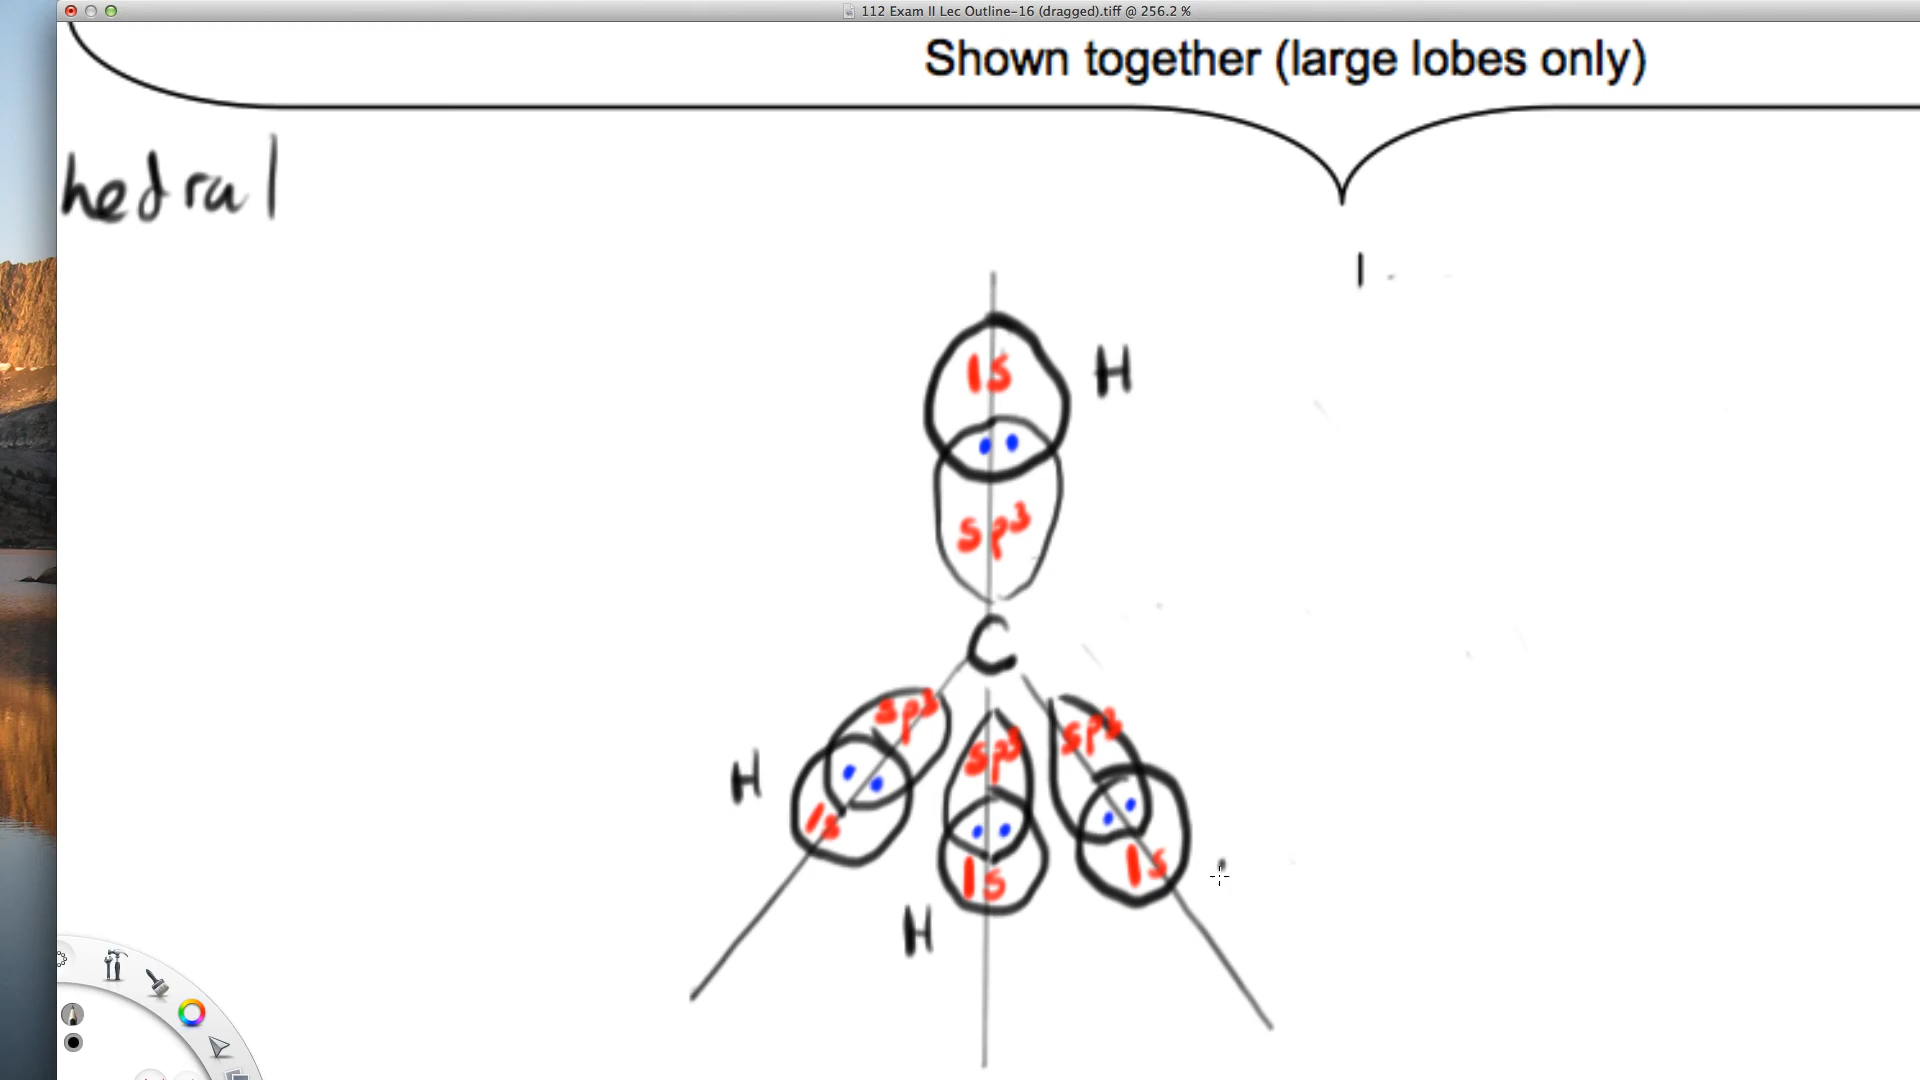 112 Exam II Lec Outline-16 (dragged).tiff @ 256.2 %
Shown together (large lobes only)
hedral
1s
H
sp3
C
sp3
sp3
sp3
H
1s
1s
1s
H